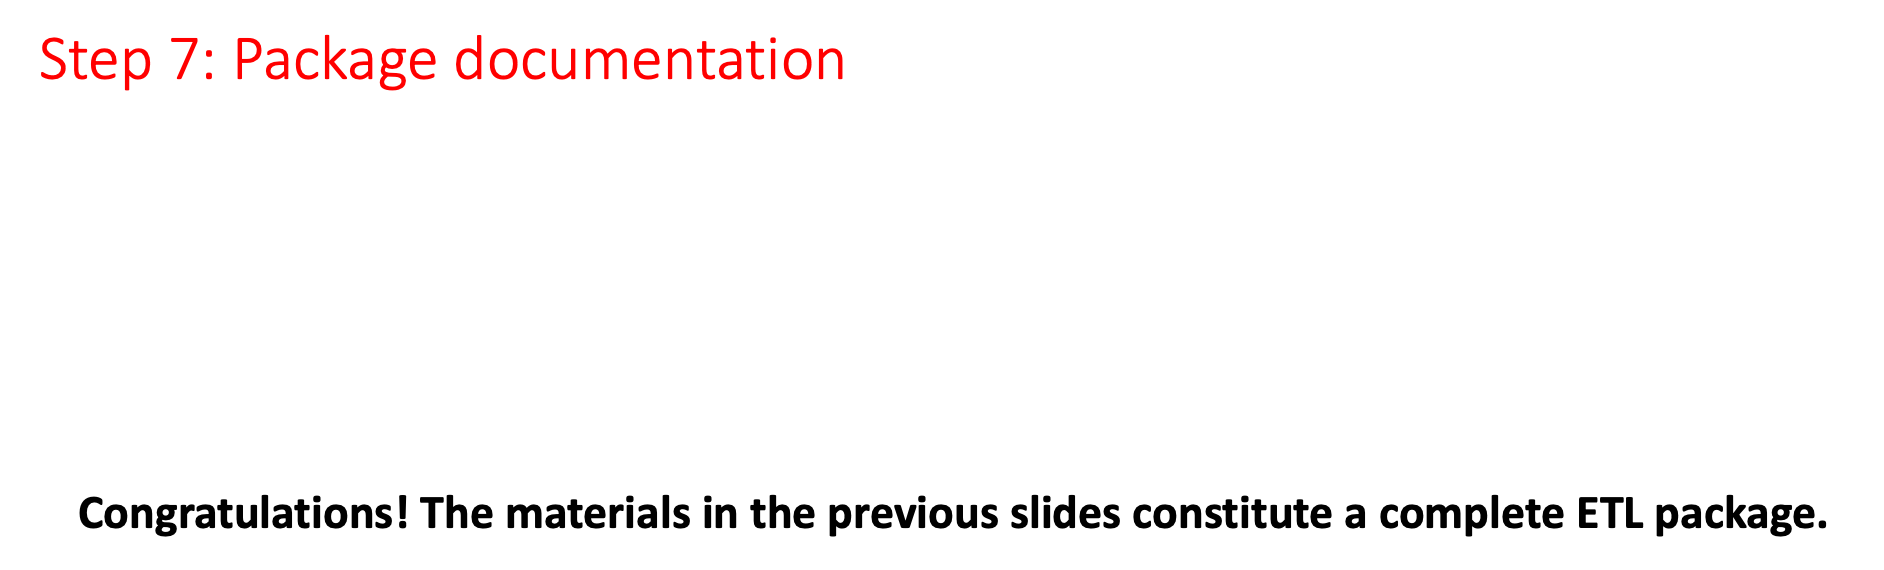 Step 7: Package documentation
Congratulations! The materials in the previous slides constitute a complete ETL package.